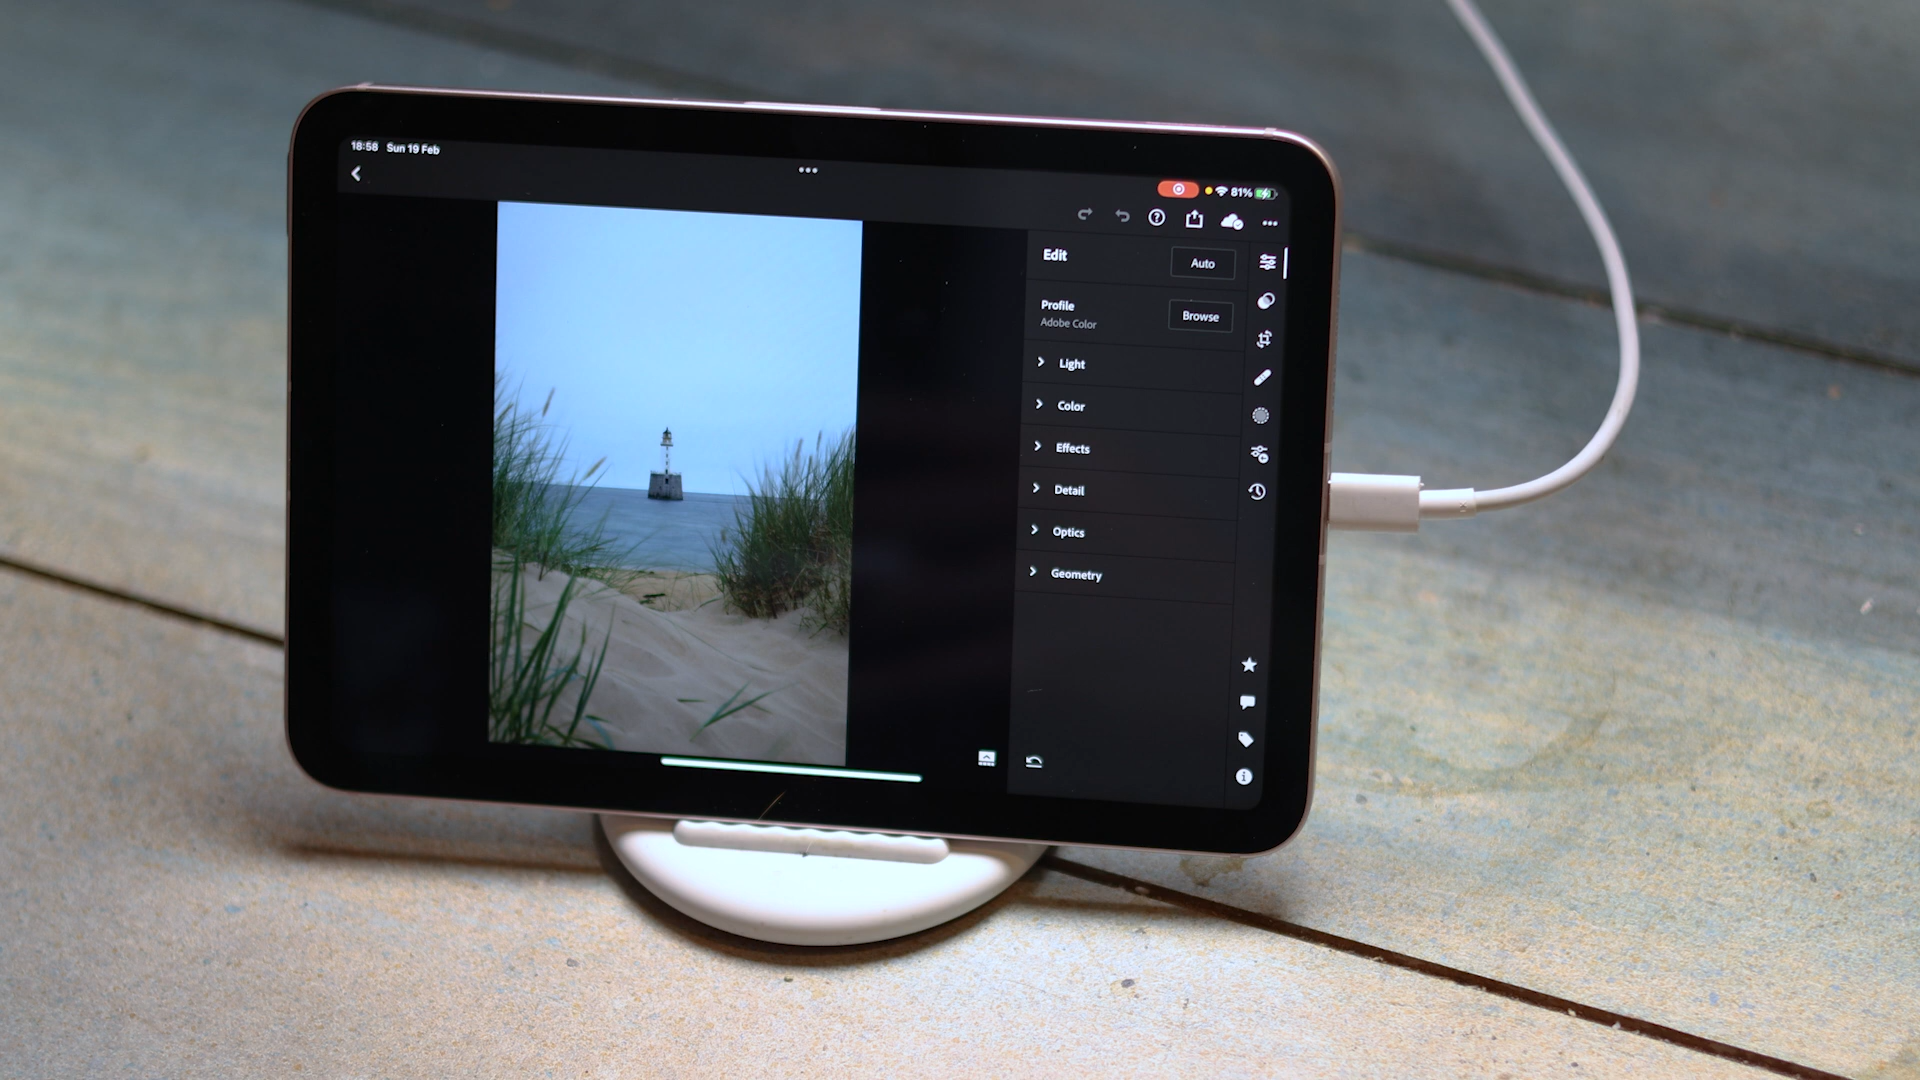 18:58 Sun 19 Feb
81%
Edit
Auto
Profile
Adobe Color
Browse
Light
Color
Effects
Detail
Optics
Geometry